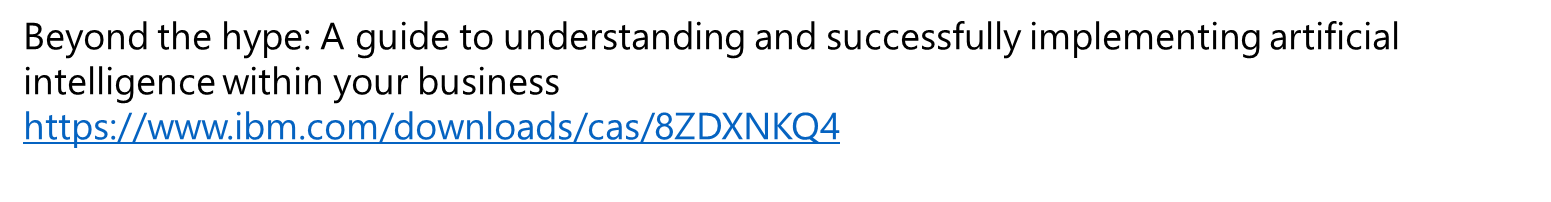 Beyond the hype: A guide to understanding and successfully implementing artificial
intelligence within your business
https://www.ibm.com/downloads/cas/8ZDXNKQ4